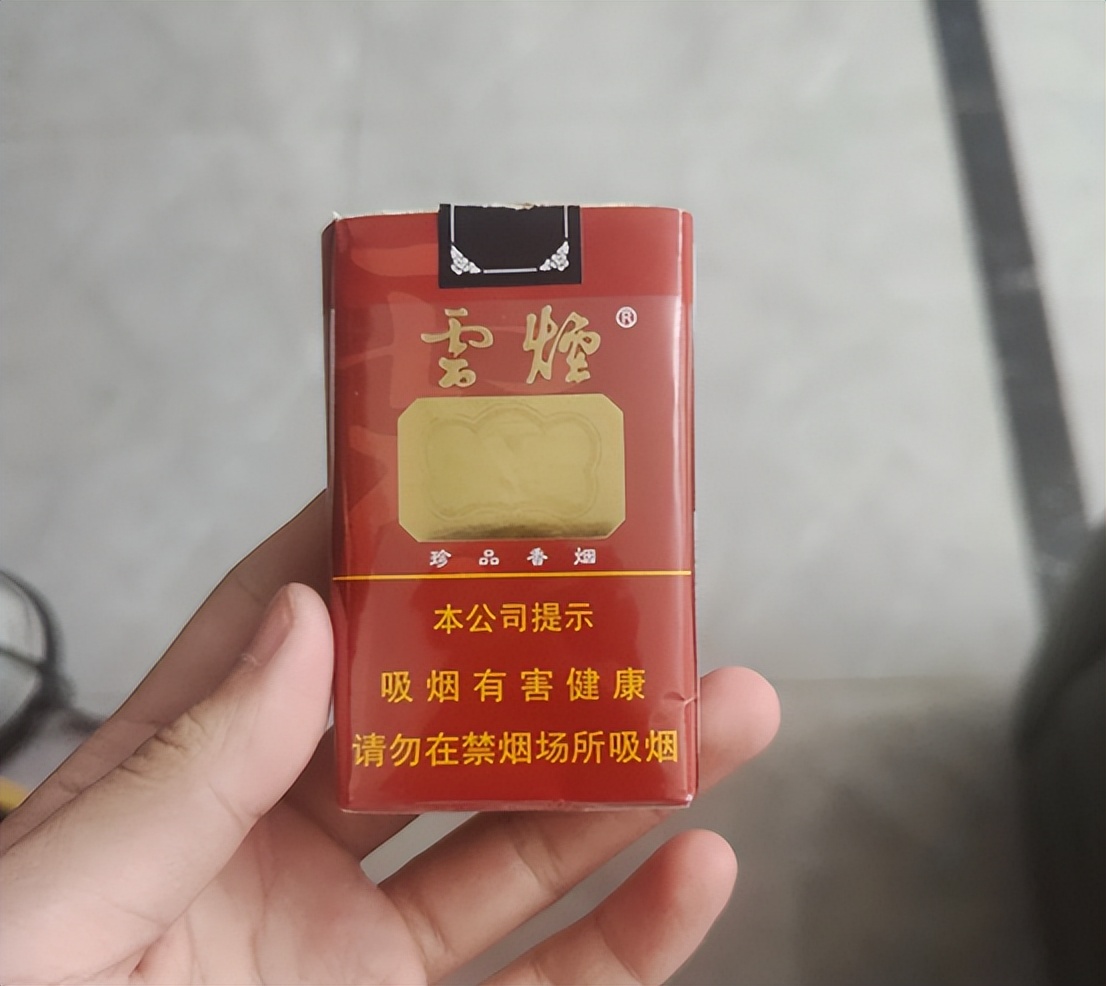 雲煙®
珍品香烟
本公司提示
吸烟有害健康
请勿在禁烟场所吸烟